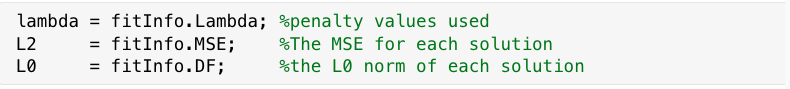 lambda = fitInfo.Lambda; %penalty values used
L2     = fitInfo.MSE;    %The MSE for each solution
L0     = fitInfo.DF;     %the L0 norm of each solution